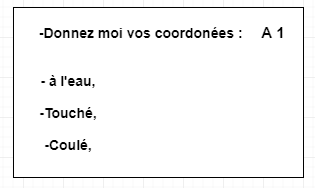 -Donnez moi vos coordonées : A 1
- à l'eau,
-Touché,
-Coulé,